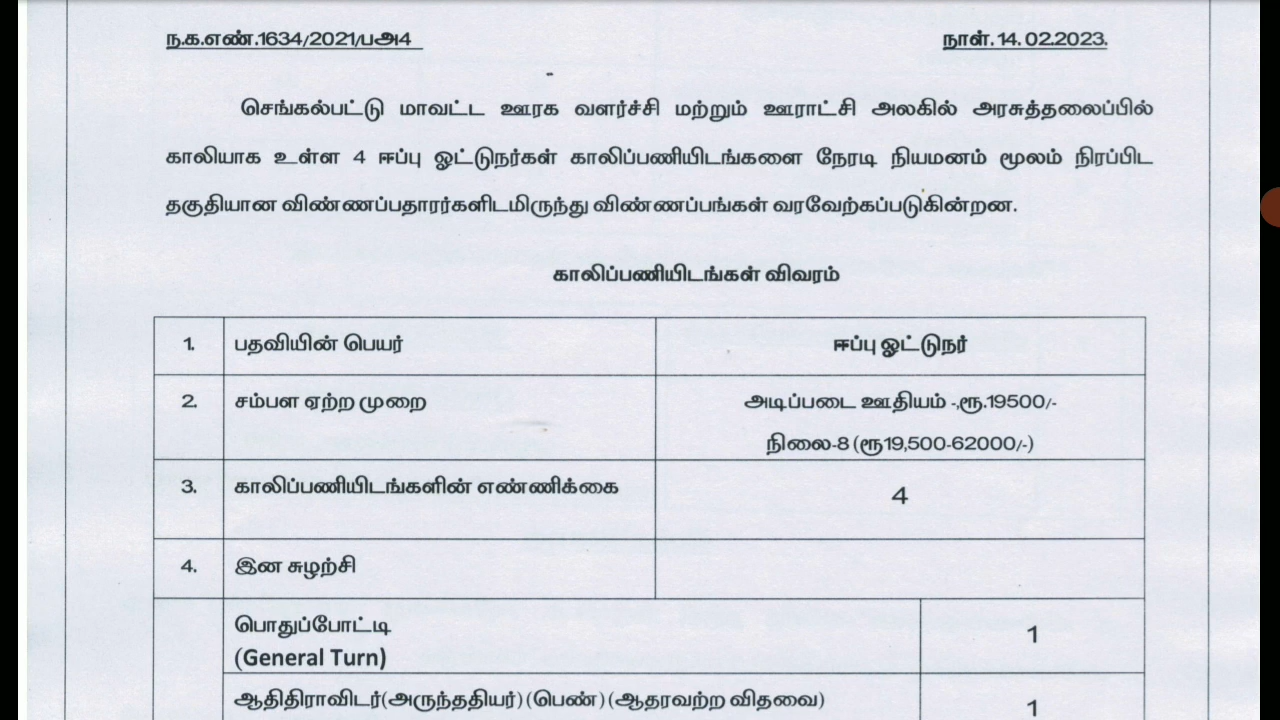 ந.க.எண்.1634/2021/பஅ4 நாள். 14. 02.2023.
செங்கல்பட்டு மாவட்ட ஊரக வளர்ச்சி மற்றும் ஊராட்சி அலகில் அரசுத்தலைப்பில்
காலியாக உள்ள 4 ஈப்பு ஓட்டுநர்கள் காலிப்பணியிடங்களை நேரடி நியமனம் மூலம் நிரப்பிட
தகுதியான விண்ணப்பதாரர்களிடமிருந்து விண்ணப்பங்கள் வரவேற்கப்படுகின்றன.
காலிப்பணியிடங்கள் விவரம்
1. பதவியின் பெயர் ஈப்பு ஓட்டுநர்
2. சம்பள ஏற்ற முறை அடிப்படை ஊதியம் -,ரூ.19500/-
நிலை-8 (ரூ19,500-62000/-)
3. காலிப்பணியிடங்களின் எண்ணிக்கை 4
4. இன சுழற்சி
பொதுப்போட்டி
(General Turn) 1
ஆதிதிராவிடர்(அருந்ததியர்) (பெண்) (ஆதரவற்ற விதவை) 1